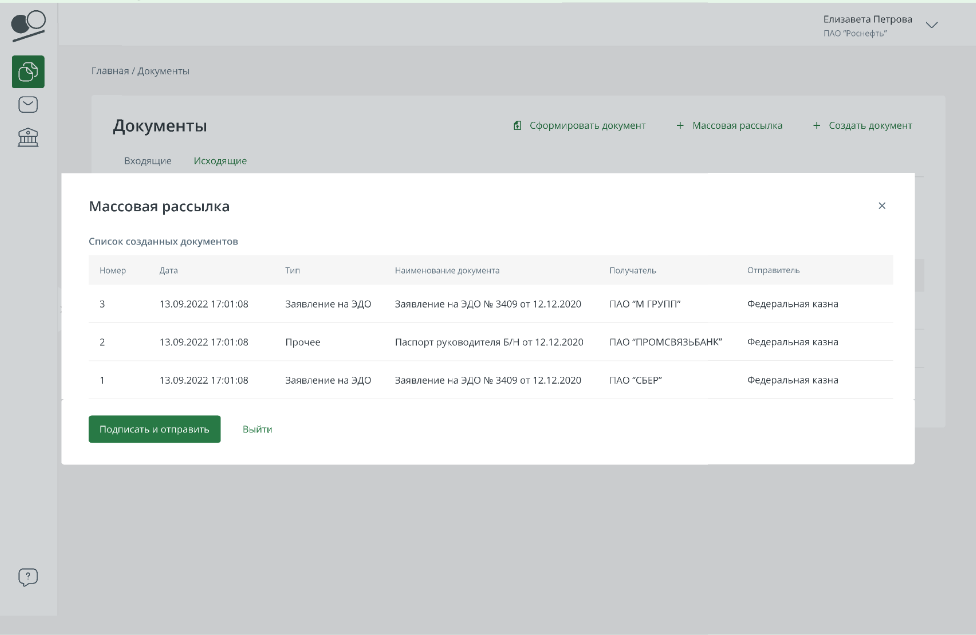 Елизавета Петрова
ПАО "Роснефть"
Главная / Документы
Документы
Сформировать документ + Массовая рассылка + Создать документ
Входящие Исходящие
Массовая рассылка ×
Список созданных документов
Номер Дата Тип Наименование документа Получатель Отправитель
3 13.09.2022 17:01:08 Заявление на ЭДО Заявление на ЭДО № 3409 от 12.12.2020 ПАО "М ГРУПП" Федеральная казна
2 13.09.2022 17:01:08 Прочее Паспорт руководителя Б/Н от 12.12.2020 ПАО "ПРОМСВЯЗЬБАНК" Федеральная казна
1 13.09.2022 17:01:08 Заявление на ЭДО Заявление на ЭДО № 3409 от 12.12.2020 ПАО "СБЕР" Федеральная казна
Подписать и отправить Выйти
?